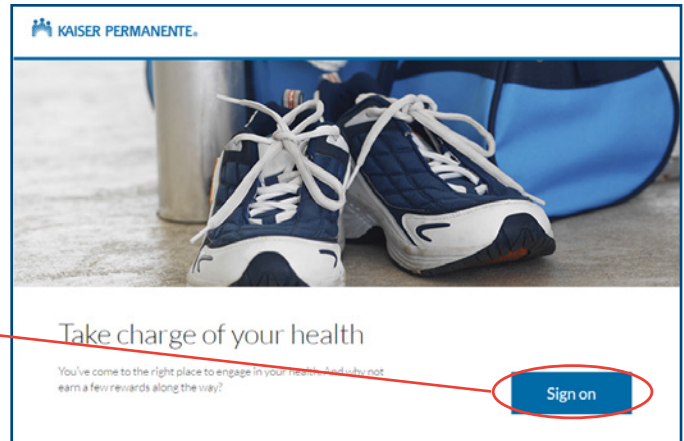 KAISER PERMANENTE®
Take charge of your health
You've come to the right place to engage in your health. And why not
earn a few rewards along the way?
Sign on